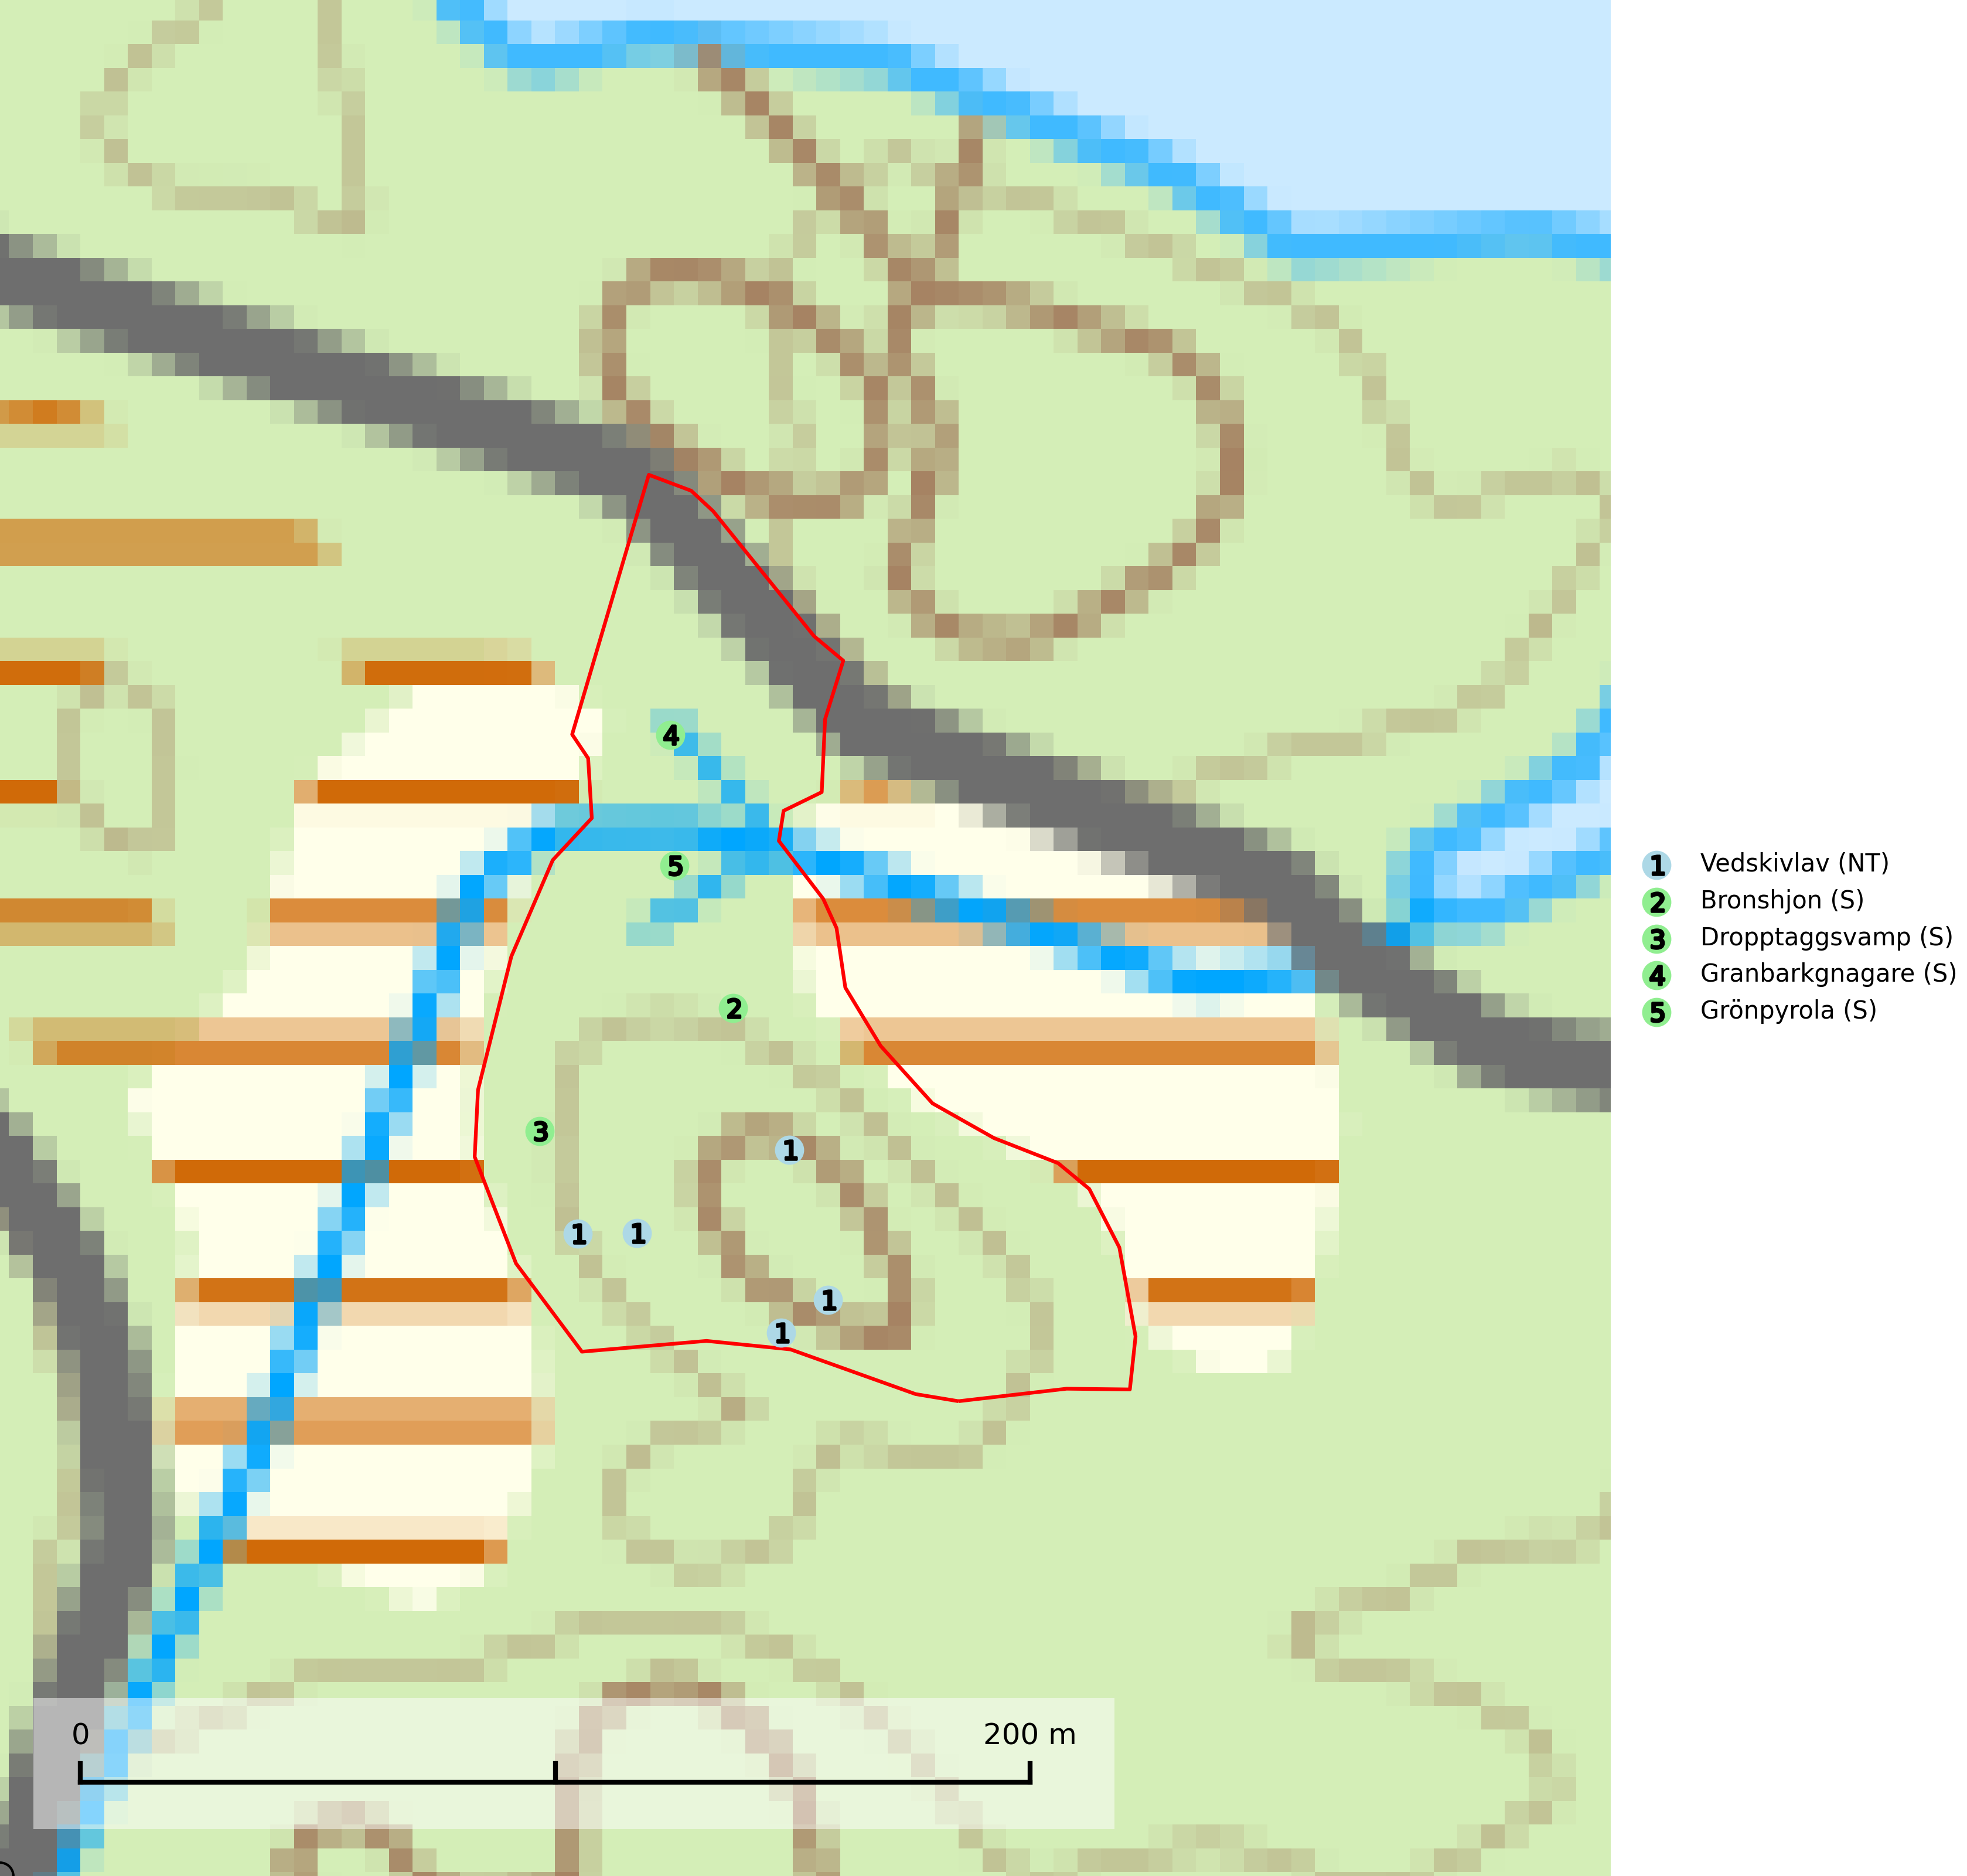 4
5
2
3
1
1
1
1
1
1 Vedskivlav (NT)
2 Bronshjon (S)
3 Dropptaggsvamp (S)
4 Granbarkgnagare (S)
5 Grönpyrola (S)
0 200 m